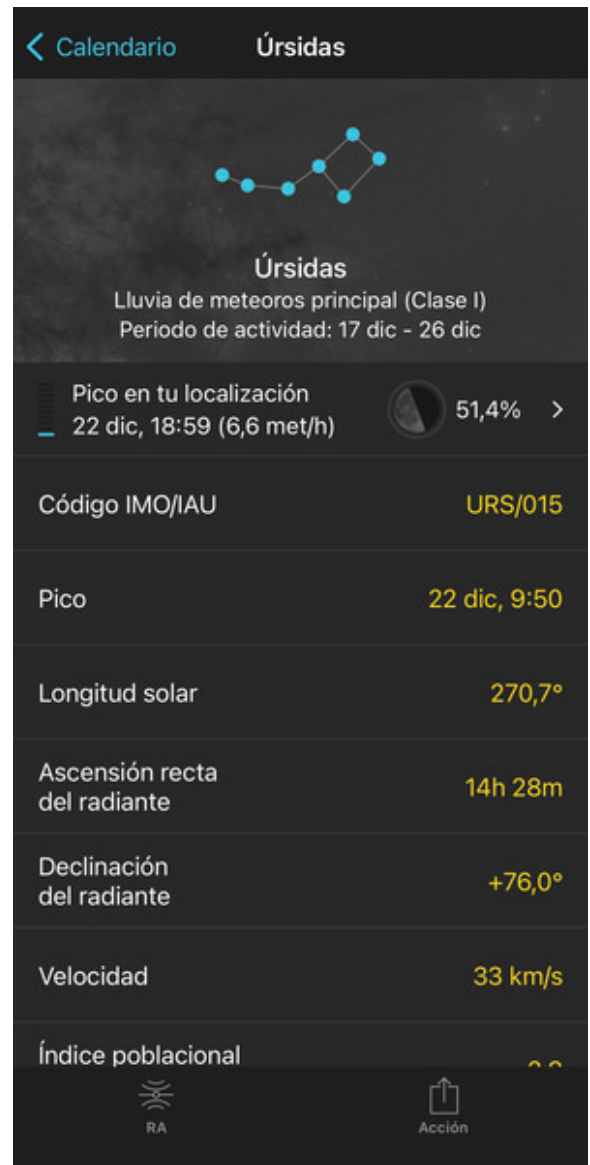 Calendario
Úrsidas
Úrsidas
Lluvia de meteoros principal (Clase I)
Periodo de actividad: 17 dic - 26 dic
Pico en tu localización
22 dic, 18:59 (6,6 met/h)
51,4%
Código IMO/IAU
URS/015
Pico
22 dic, 9:50
Longitud solar
270,7°
Ascensión recta
del radiante
14h 28m
Declinación
del radiante
+76,0°
Velocidad
33 km/s
Índice poblacional
RA
Acción